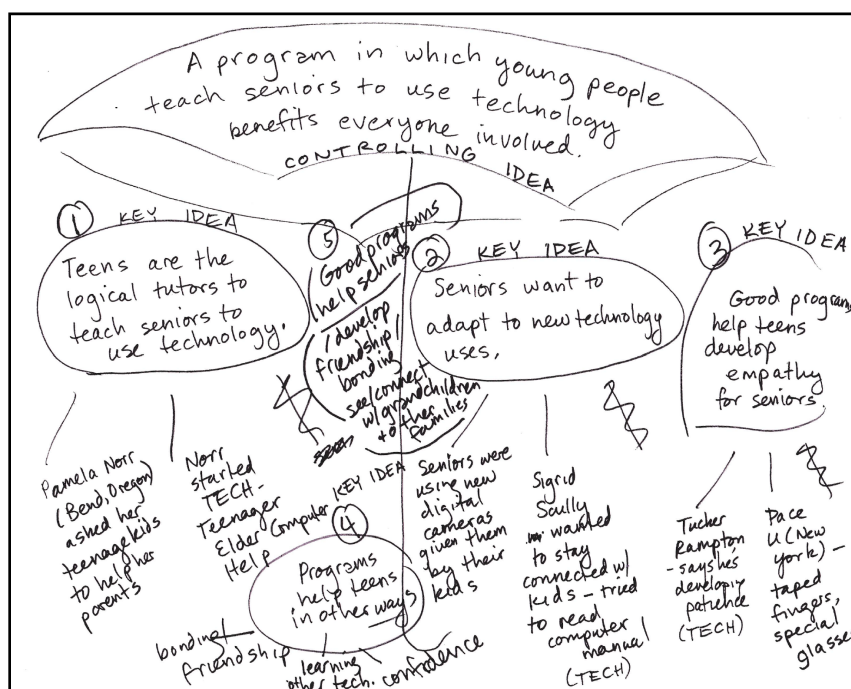 A program in which young people
teach seniors to use technology
benefits everyone involved.
CONTROLLING
IDEA
① KEY IDEA
Teens are the
logical tutors to
teach seniors to
use technology.
Pamela Norr
(Bend, Oregon)
asked her
teenage kids
to help her
parents
Norr
started
TECH -
Teenager
Elder Computer
Help
⑤
Good programs
help seniors
develop
friendship/
bonding
see/connect
w/grandchildren
+ other
families
② KEY IDEA
Seniors want to
adapt to new technology
uses.
Seniors were
using new
digital
cameras
given them
by their
kids
Sigrid
Scully
wanted
to stay
connected w/
kids - tried
to read
computer
manual
(TECH)
③ KEY IDEA
Good programs
help teens
develop
empathy
for seniors.
Tucker
Rampton
- says he's
developing
patience
(TECH)
Pace
U (New
York) -
taped
fingers,
special
glasse
KEY IDEA
④
Programs
help teens
in other ways
bonding/
friendship
learning
other tech.
confidence